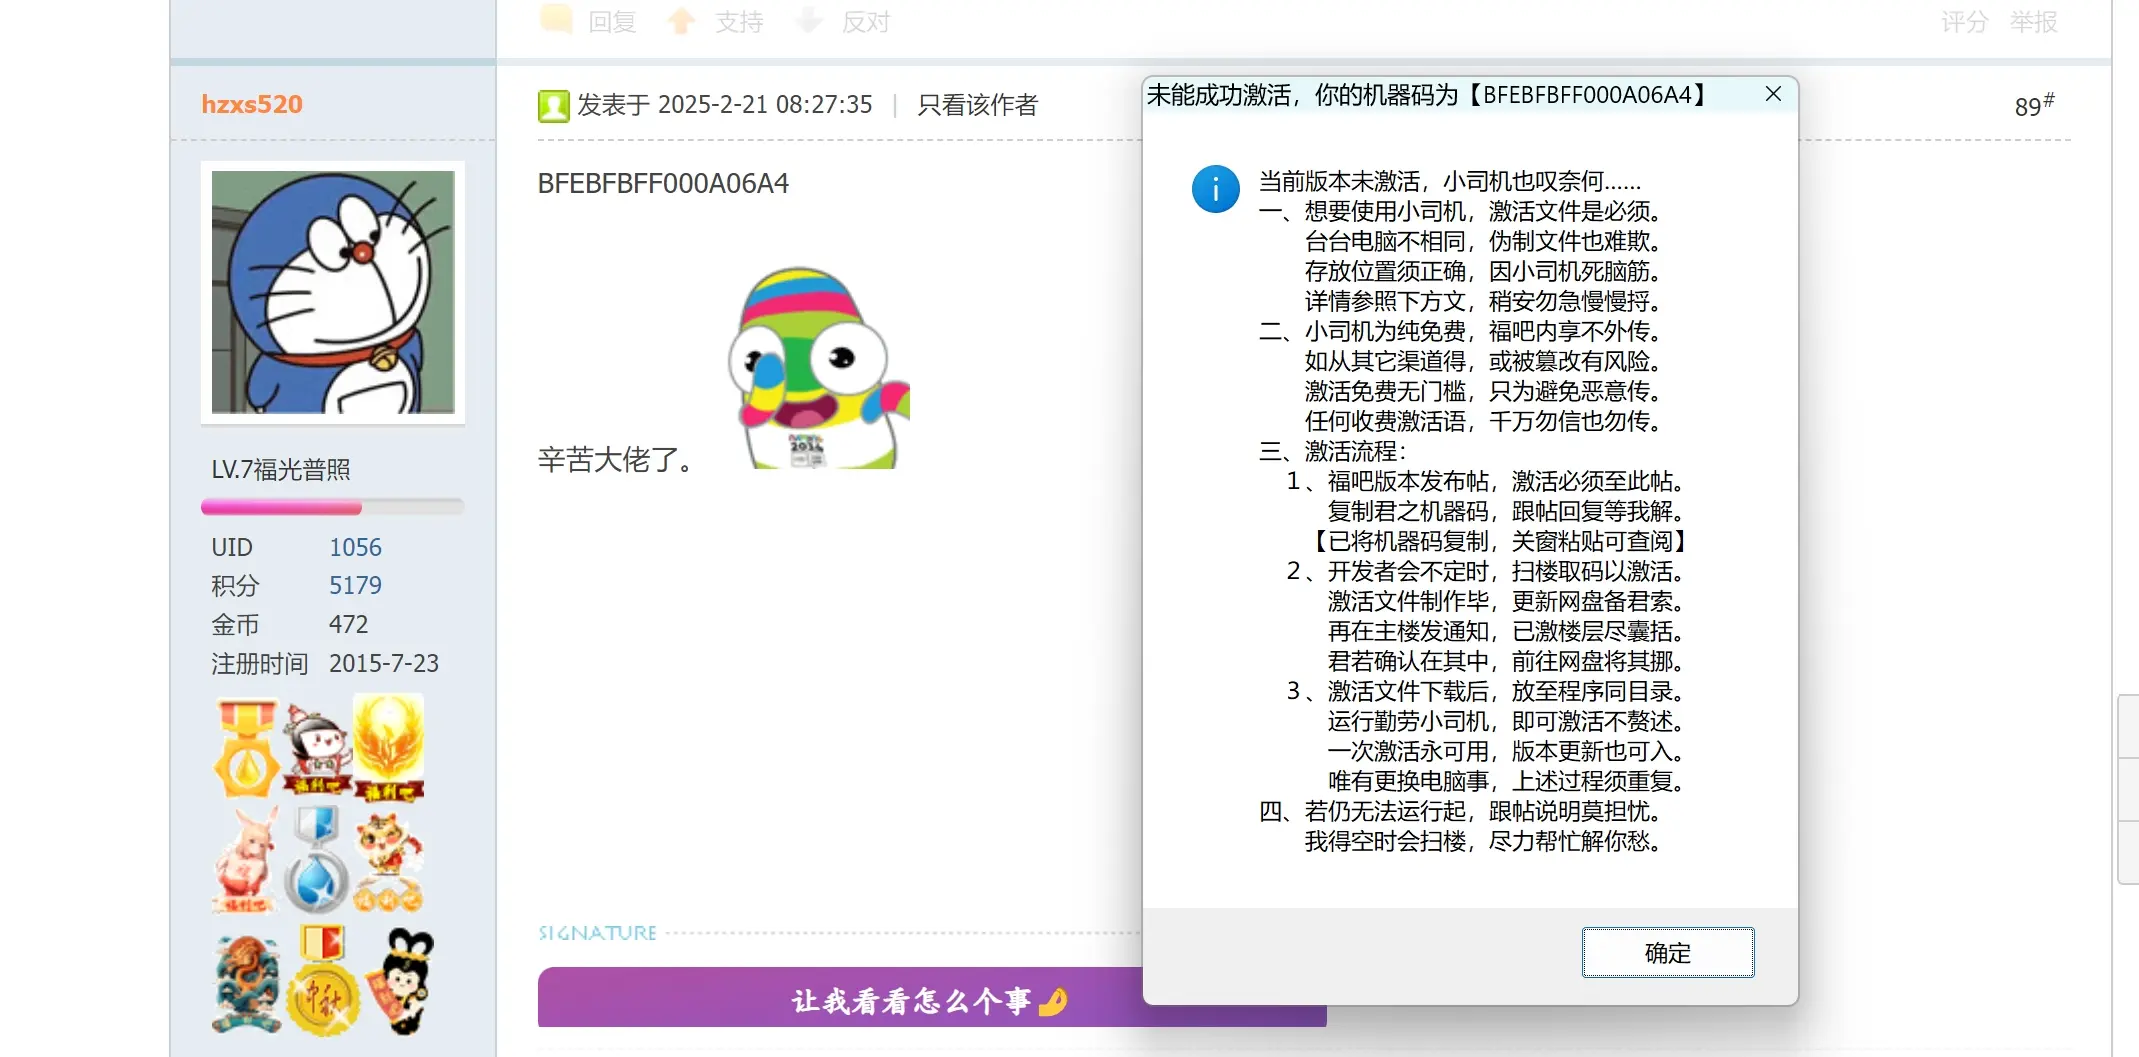 回复 支持 反对 评分 举报
hzxs520
发表于 2025-2-21 08:27:35 | 只看该作者
89#
BFEBFBFF000A06A4
辛苦大佬了。
2014
LV.7福光普照
UID 1056
积分 5179
金币 472
注册时间 2015-7-23
福利吧
福利吧
福利吧
中秋
SIGNATURE
让我看看怎么个事
未能成功激活，你的机器码为【BFEBFBFF000A06A4】
当前版本未激活，小司机也叹奈何......
一、想要使用小司机，激活文件是必须。
台台电脑不相同，伪制文件也难欺。
存放位置须正确，因小司机死脑筋。
详情参照下方文，稍安勿急慢慢捋。
二、小司机为纯免费，福吧内享不外传。
如从其它渠道得，或被篡改有风险。
激活免费无门槛，只为避免恶意传。
任何收费激活语，千万勿信也勿传。
三、激活流程：
1、福吧版本发布帖，激活必须至此帖。
复制君之机器码，跟帖回复等我解。
【已将机器码复制，关窗粘贴可查阅】
2、开发者会不定时，扫楼取码以激活。
激活文件制作毕，更新网盘备君索。
再在主楼发通知，已激楼层尽囊括。
君若确认在其中，前往网盘将其挪。
3、激活文件下载后，放至程序同目录。
运行勤劳小司机，即可激活不赘述。
一次激活永可用，版本更新也可入。
唯有更换电脑事，上述过程须重复。
四、若仍无法运行起，跟帖说明莫担忧。
我得空时会扫楼，尽力帮忙解你愁。
确定